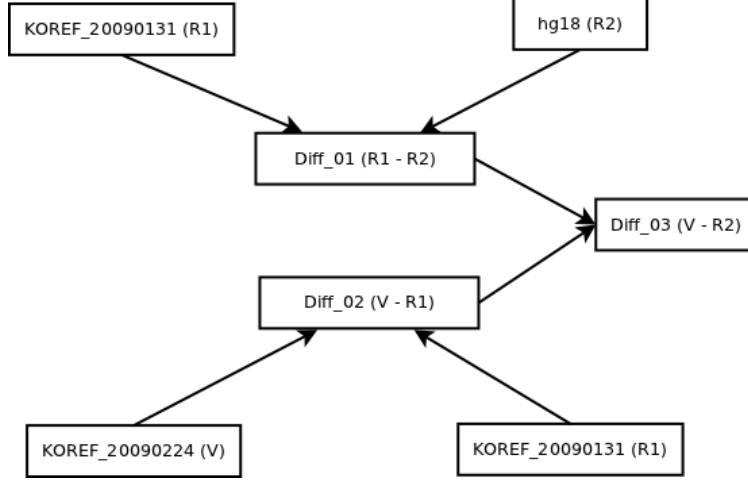 KOREF_20090131 (R1)
hg18 (R2)
Diff_01 (R1 - R2)
Diff_03 (V - R2)
Diff_02 (V - R1)
KOREF_20090224 (V)
KOREF_20090131 (R1)